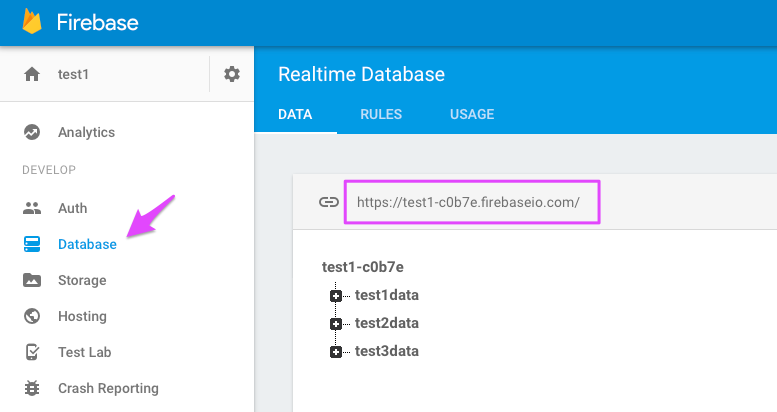 Firebase
test1
Realtime Database
DATA RULES USAGE
Analytics
DEVELOP
Auth
Database
Storage
Hosting
Test Lab
Crash Reporting
https://test1-c0b7e.firebaseio.com/
test1-c0b7e
test1data
test2data
test3data